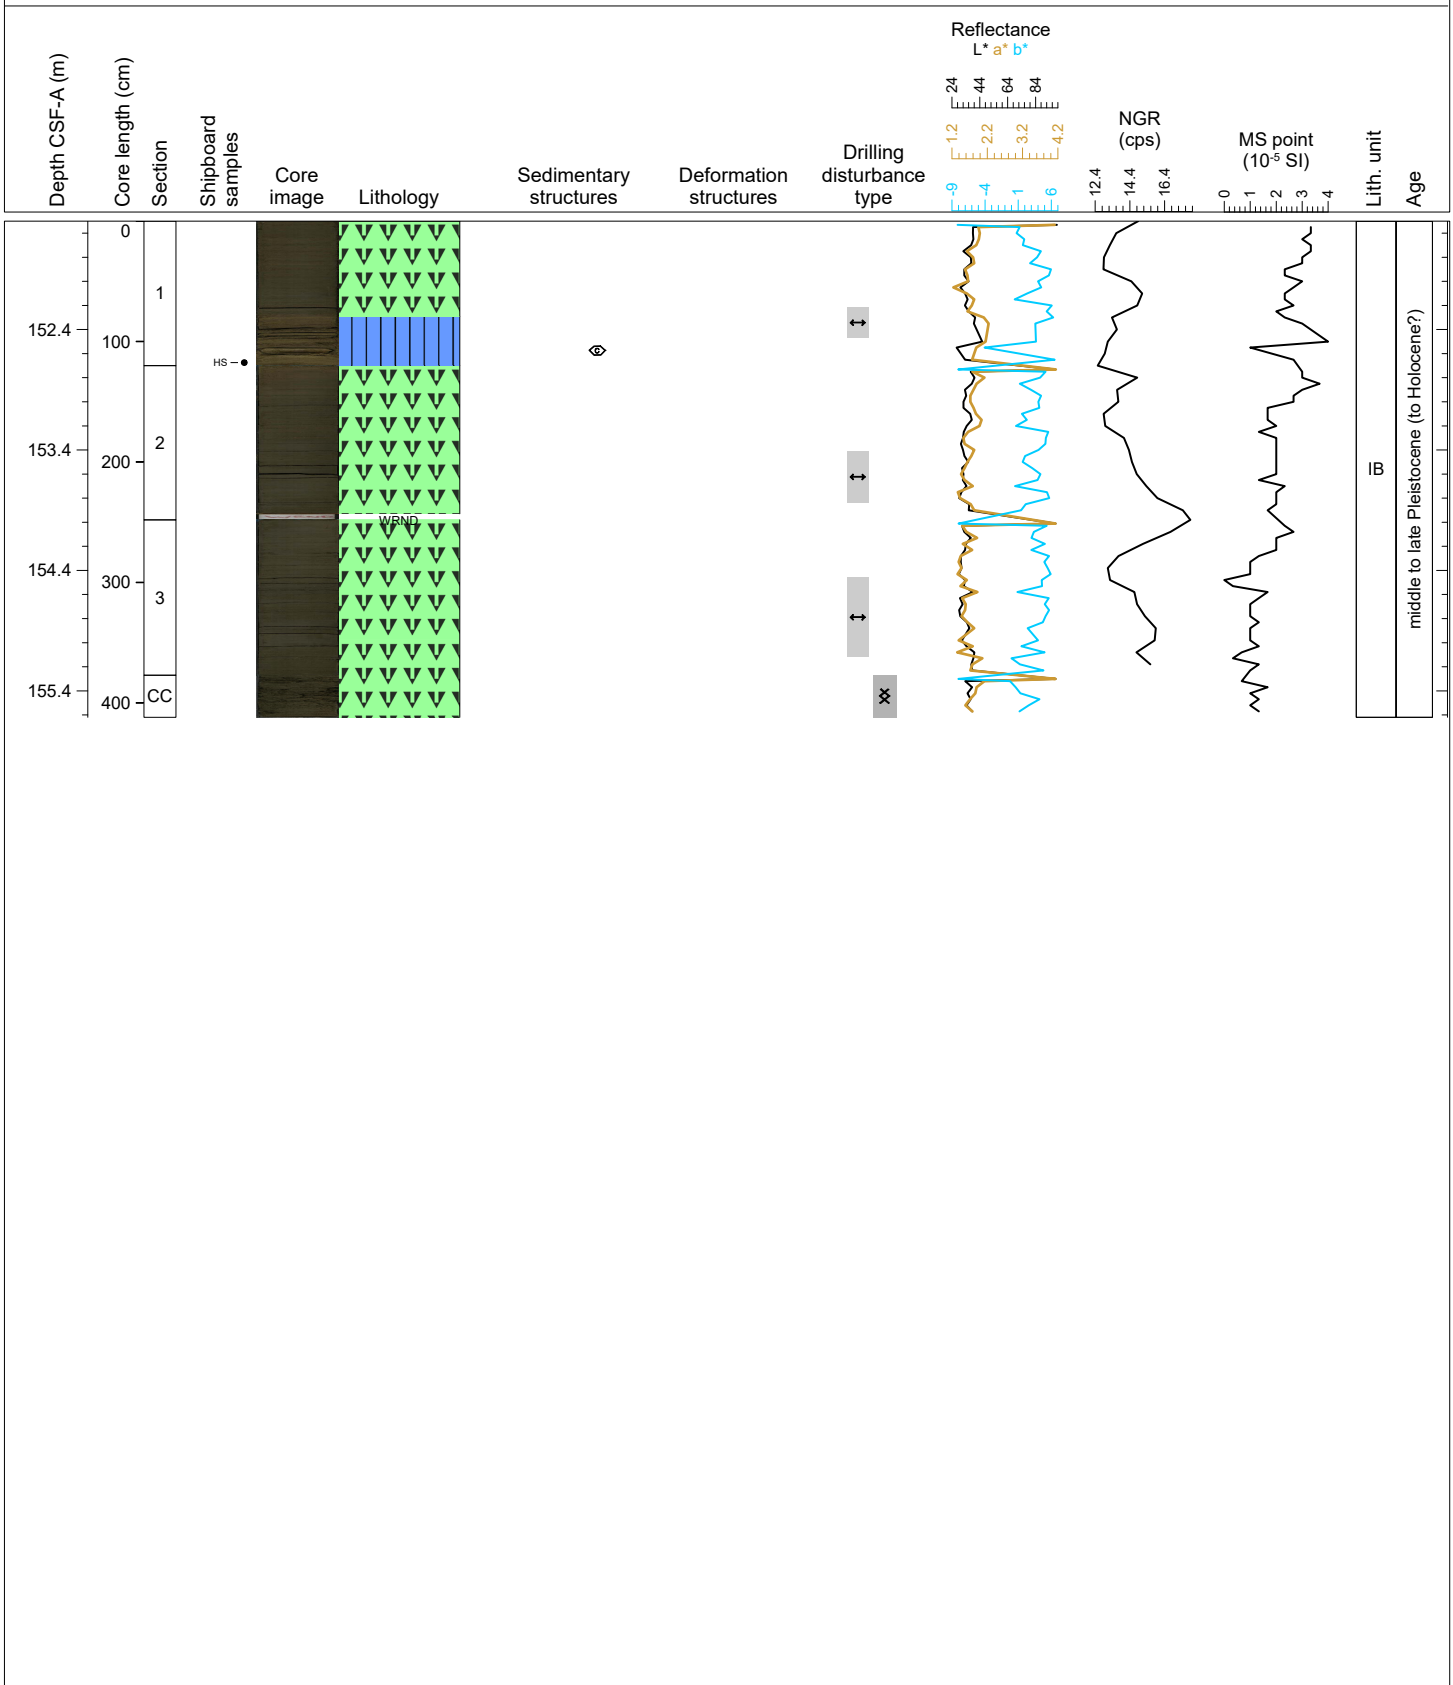 Depth CSF-A (m)
Core length (cm)
Section
Shipboard
samples
Core
image
Lithology
Sedimentary
structures
Deformation
structures
Drilling
disturbance
type
Reflectance
L* a* b*
24 44 64 84
1.2 2.2 3.2 4.2
-9 -4 1 6
NGR
(cps)
12.4 14.4 16.4
MS point
(10-5 SI)
0 1 2 3 4
Lith. unit
Age
152.4
153.4
154.4
155.4
0
100
200
300
400
1
2
3
CC
HS
WRND
c
IB
middle to late Pleistocene (to Holocene?)